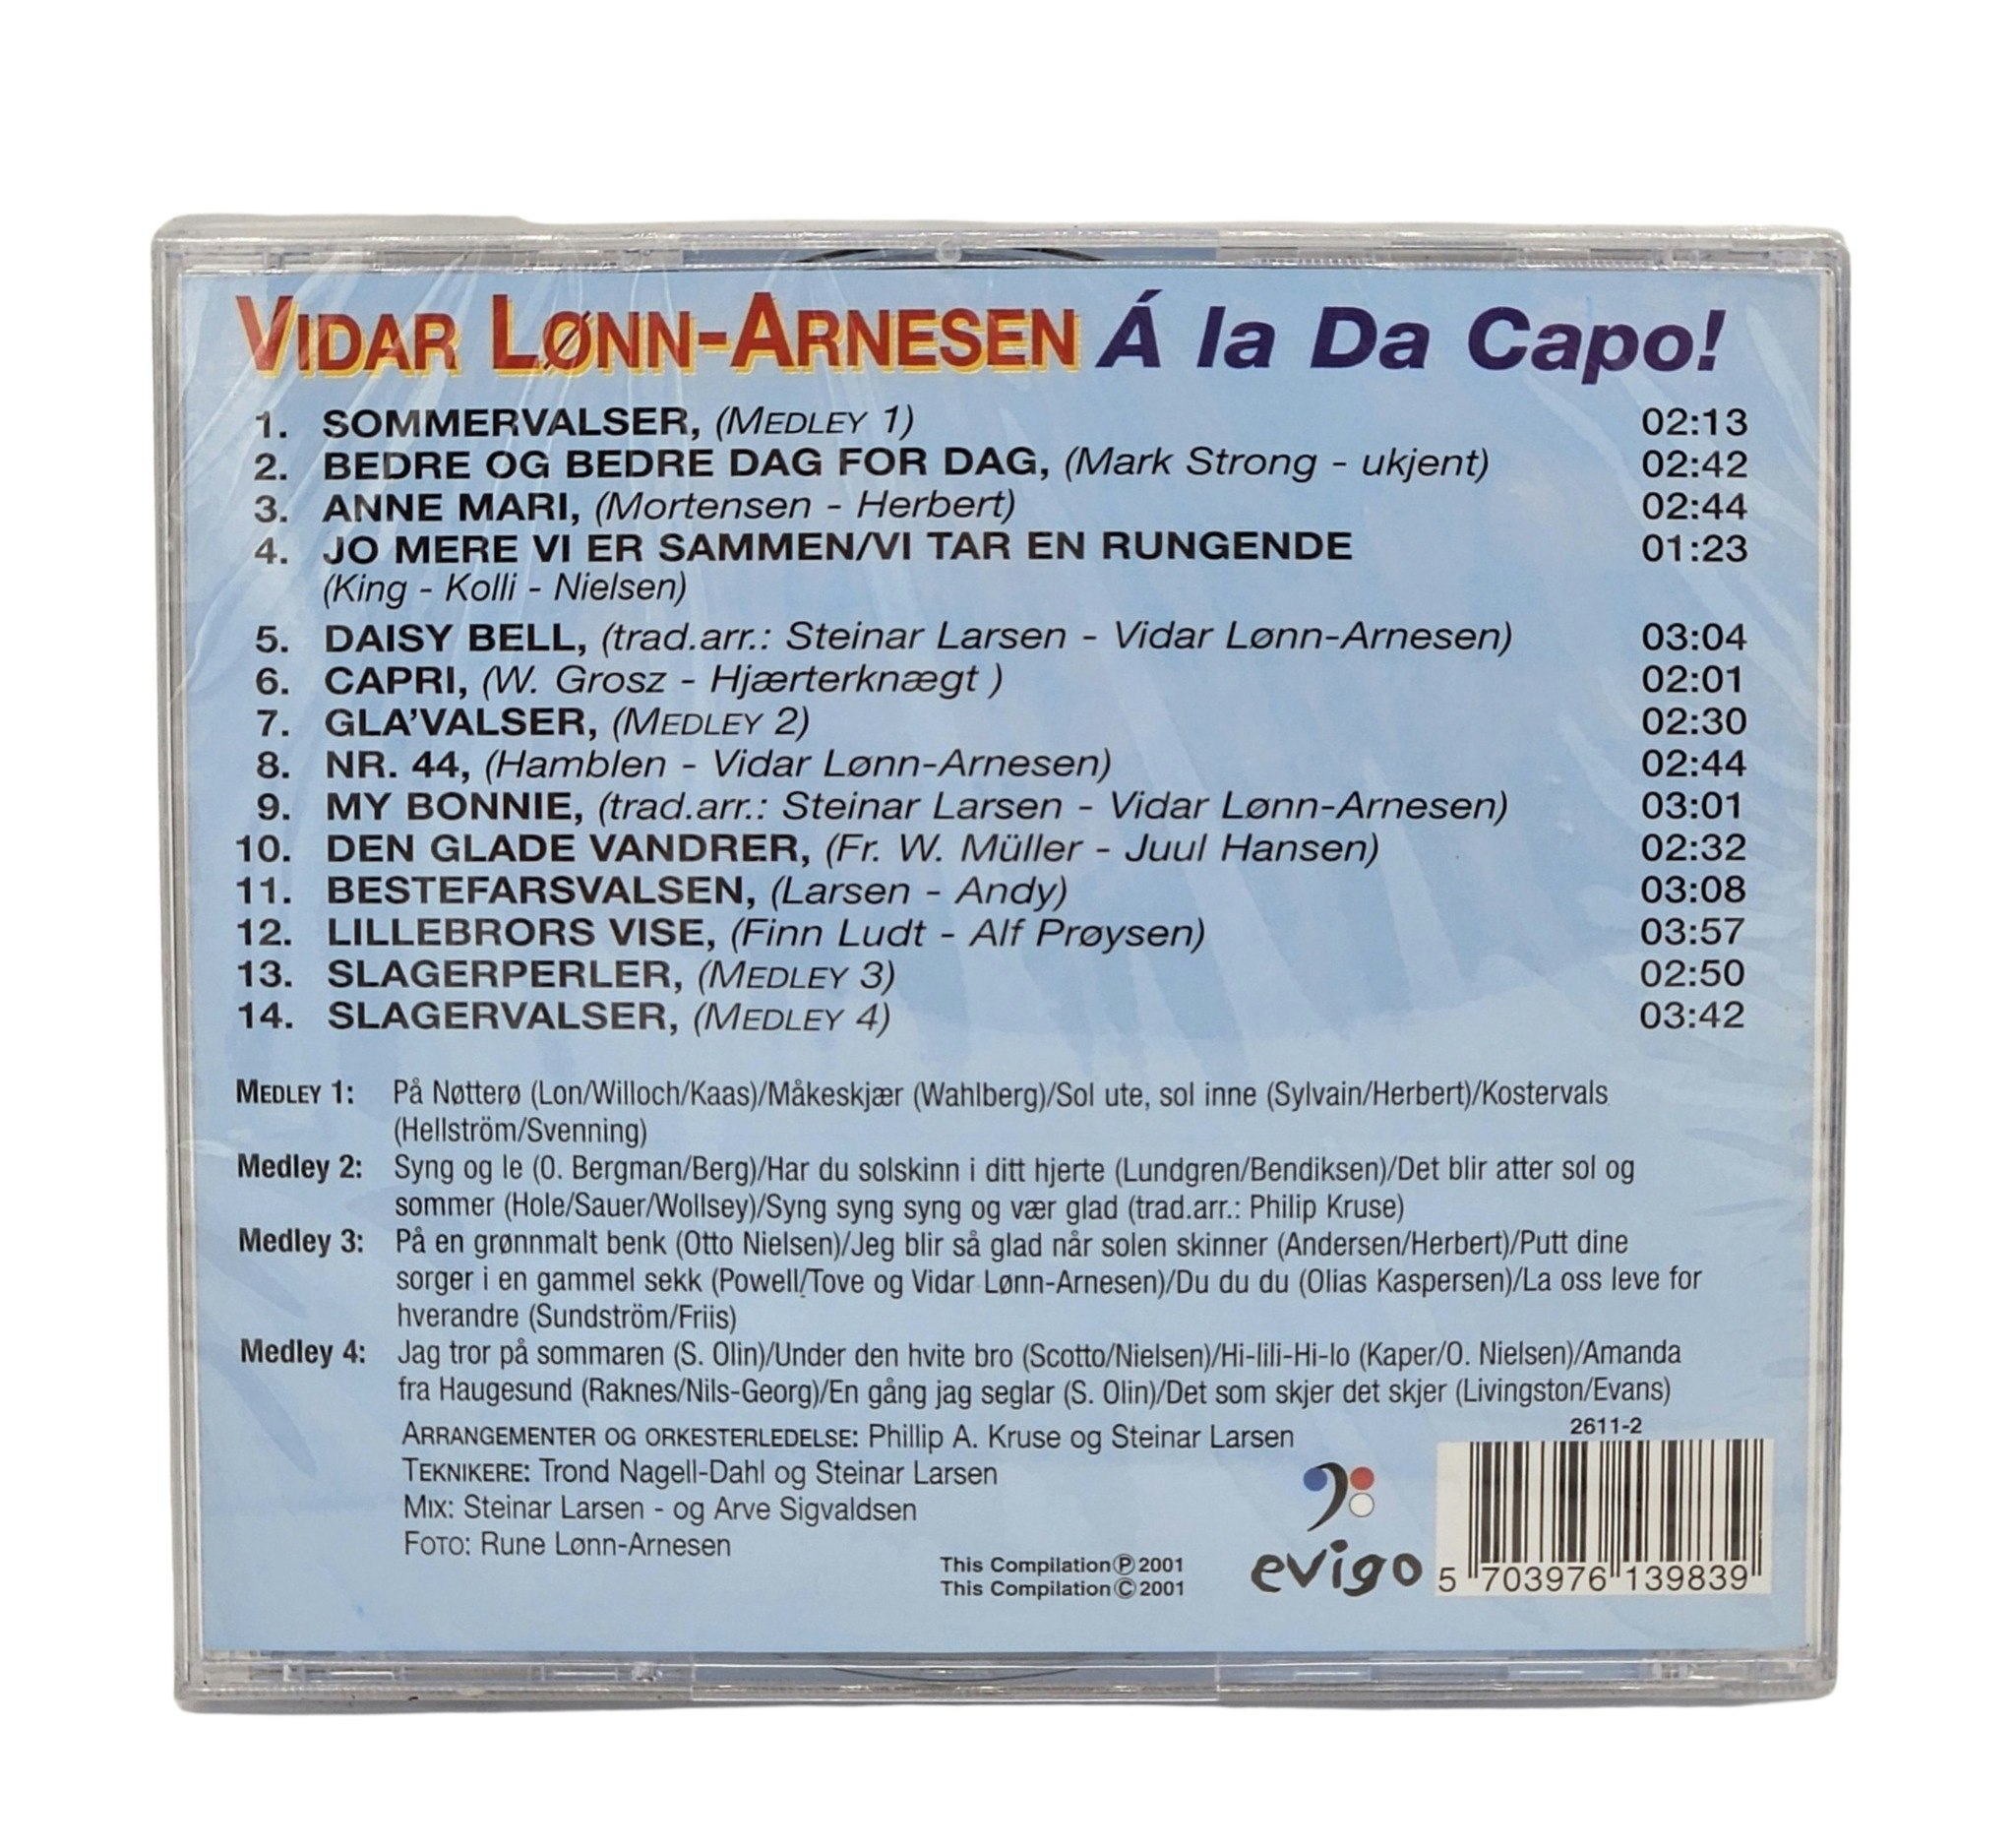 VIDAR LØNN-ARNESEN Á la Da Capo!
1. SOMMERVALSER, (MEDLEY 1) 02:13
2. BEDRE OG BEDRE DAG FOR DAG, (Mark Strong - ukjent) 02:42
3. ANNE MARI, (Mortensen - Herbert) 02:44
4. JO MERE VI ER SAMMEN/VI TAR EN RUNGENDE 01:23
(King - Kolli - Nielsen)
5. DAISY BELL, (trad.arr.: Steinar Larsen - Vidar Lønn-Arnesen) 03:04
6. CAPRI, (W. Grosz - Hjærterknægt ) 02:01
7. GLA'VALSER, (MEDLEY 2) 02:30
8. NR. 44, (Hamblen - Vidar Lønn-Arnesen) 02:44
9. MY BONNIE, (trad.arr.: Steinar Larsen - Vidar Lønn-Arnesen) 03:01
10. DEN GLADE VANDRER, (Fr. W. Müller - Juul Hansen) 02:32
11. BESTEFARSVALSEN, (Larsen - Andy) 03:08
12. LILLEBRORS VISE, (Finn Ludt - Alf Prøysen) 03:57
13. SLAGERPERLER, (MEDLEY 3) 02:50
14. SLAGERVALSER, (MEDLEY 4) 03:42
MEDLEY 1: På Nøtterø (Lon/Willoch/Kaas)/Måkeskjær (Wahlberg)/Sol ute, sol inne (Sylvain/Herbert)/Kostervals
(Hellström/Svenning)
Medley 2: Syng og le (O. Bergman/Berg)/Har du solskinn i ditt hjerte (Lundgren/Bendiksen)/Det blir atter sol og
sommer (Hole/Sauer/Wollsey)/Syng syng syng og vær glad (trad.arr.: Philip Kruse)
Medley 3: På en grønnmalt benk (Otto Nielsen)/Jeg blir så glad når solen skinner (Andersen/Herbert)/Putt dine
sorger i en gammel sekk (Powell/Tove og Vidar Lønn-Arnesen)/Du du du (Olias Kaspersen)/La oss leve for
hverandre (Sundström/Friis)
Medley 4: Jag tror på sommaren (S. Olin)/Under den hvite bro (Scotto/Nielsen)/Hi-lili-Hi-lo (Kaper/O. Nielsen)/Amanda
fra Haugesund (Raknes/Nils-Georg)/En gång jag seglar (S. Olin)/Det som skjer det skjer (Livingston/Evans)
ARRANGEMENTER OG ORKESTERLEDELSE: Phillip A. Kruse og Steinar Larsen
TEKNIKERE: Trond Nagell-Dahl og Steinar Larsen
MIX: Steinar Larsen - og Arve Sigvaldsen
FOTO: Rune Lønn-Arnesen
This Compilation Ⓟ 2001
This Compilation © 2001
evigo
2611-2
5 703976 139839